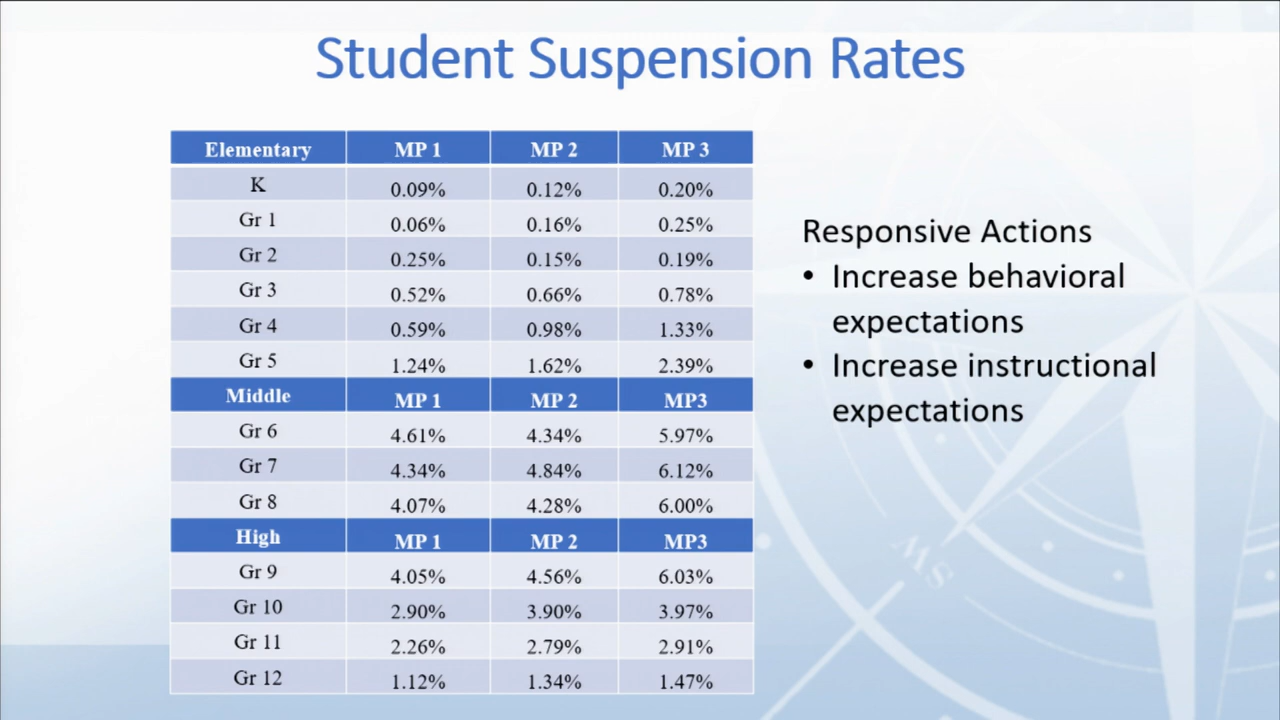 Student Suspension Rates
Elementary MP 1 MP 2 MP 3
K 0.09% 0.12% 0.20%
Gr 1 0.06% 0.16% 0.25%
Gr 2 0.25% 0.15% 0.19%
Gr 3 0.52% 0.66% 0.78%
Gr 4 0.59% 0.98% 1.33%
Gr 5 1.24% 1.62% 2.39%
Middle MP 1 MP 2 MP3
Gr 6 4.61% 4.34% 5.97%
Gr 7 4.34% 4.84% 6.12%
Gr 8 4.07% 4.28% 6.00%
High MP 1 MP 2 MP3
Gr 9 4.05% 4.56% 6.03%
Gr 10 2.90% 3.90% 3.97%
Gr 11 2.26% 2.79% 2.91%
Gr 12 1.12% 1.34% 1.47%
Responsive Actions
• Increase behavioral
expectations
• Increase instructional
expectations
SW